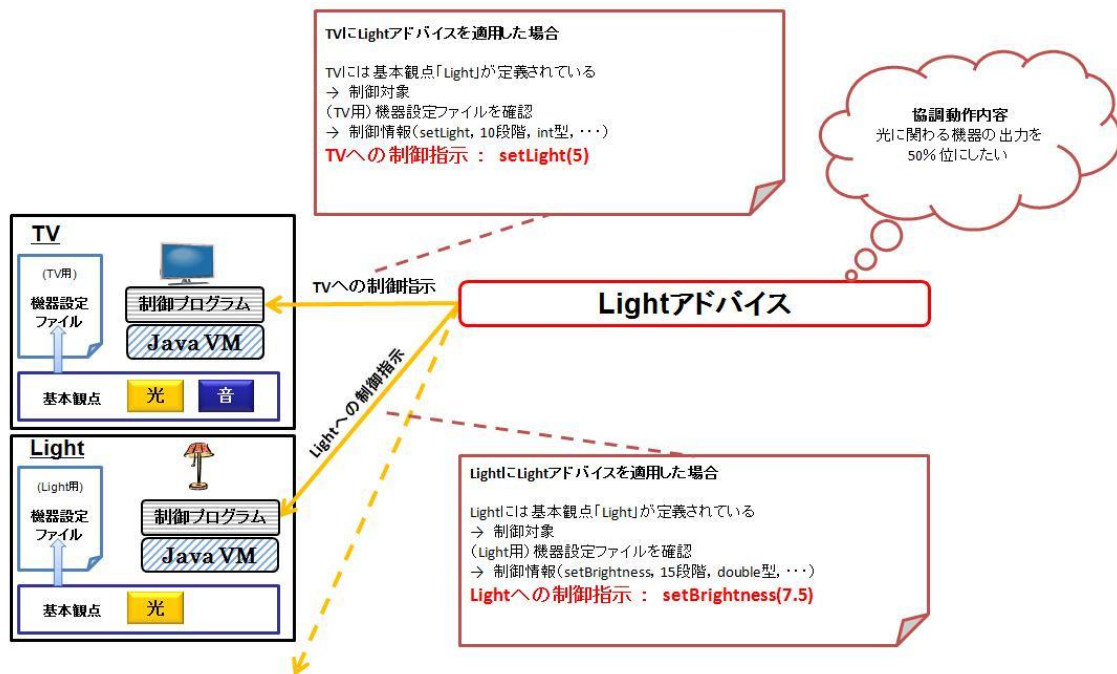 TVにLightアドバイスを適用した場合
TVには基本観点「Light」が定義されている
→ 制御対象
(TV用)機器設定ファイルを確認
→ 制御情報(setLight, 10段階, int型, ・・・)
TVへの制御指示 : setLight(5)
協調動作内容
光に関わる機器の出力を
50%位にしたい
TV
(TV用)
機器設定
ファイル
制御プログラム
Java VM
基本観点
光
音
TVへの制御指示
Lightアドバイス
Lightへの制御指示
Light
(Light用)
機器設定
ファイル
制御プログラム
Java VM
基本観点
光
LightにLightアドバイスを適用した場合
Lightには基本観点「Light」が定義されている
→ 制御対象
(Light用)機器設定ファイルを確認
→ 制御情報(setBrightness, 15段階, double型, ・・・)
Lightへの制御指示 : setBrightness(7.5)